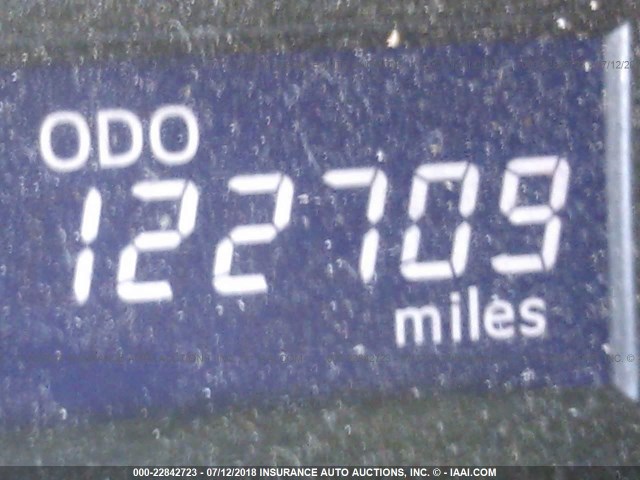 ODO
122709
miles
000-22842723 - 07/12/2018 INSURANCE AUTO AUCTIONS, INC. © - IAAI.COM